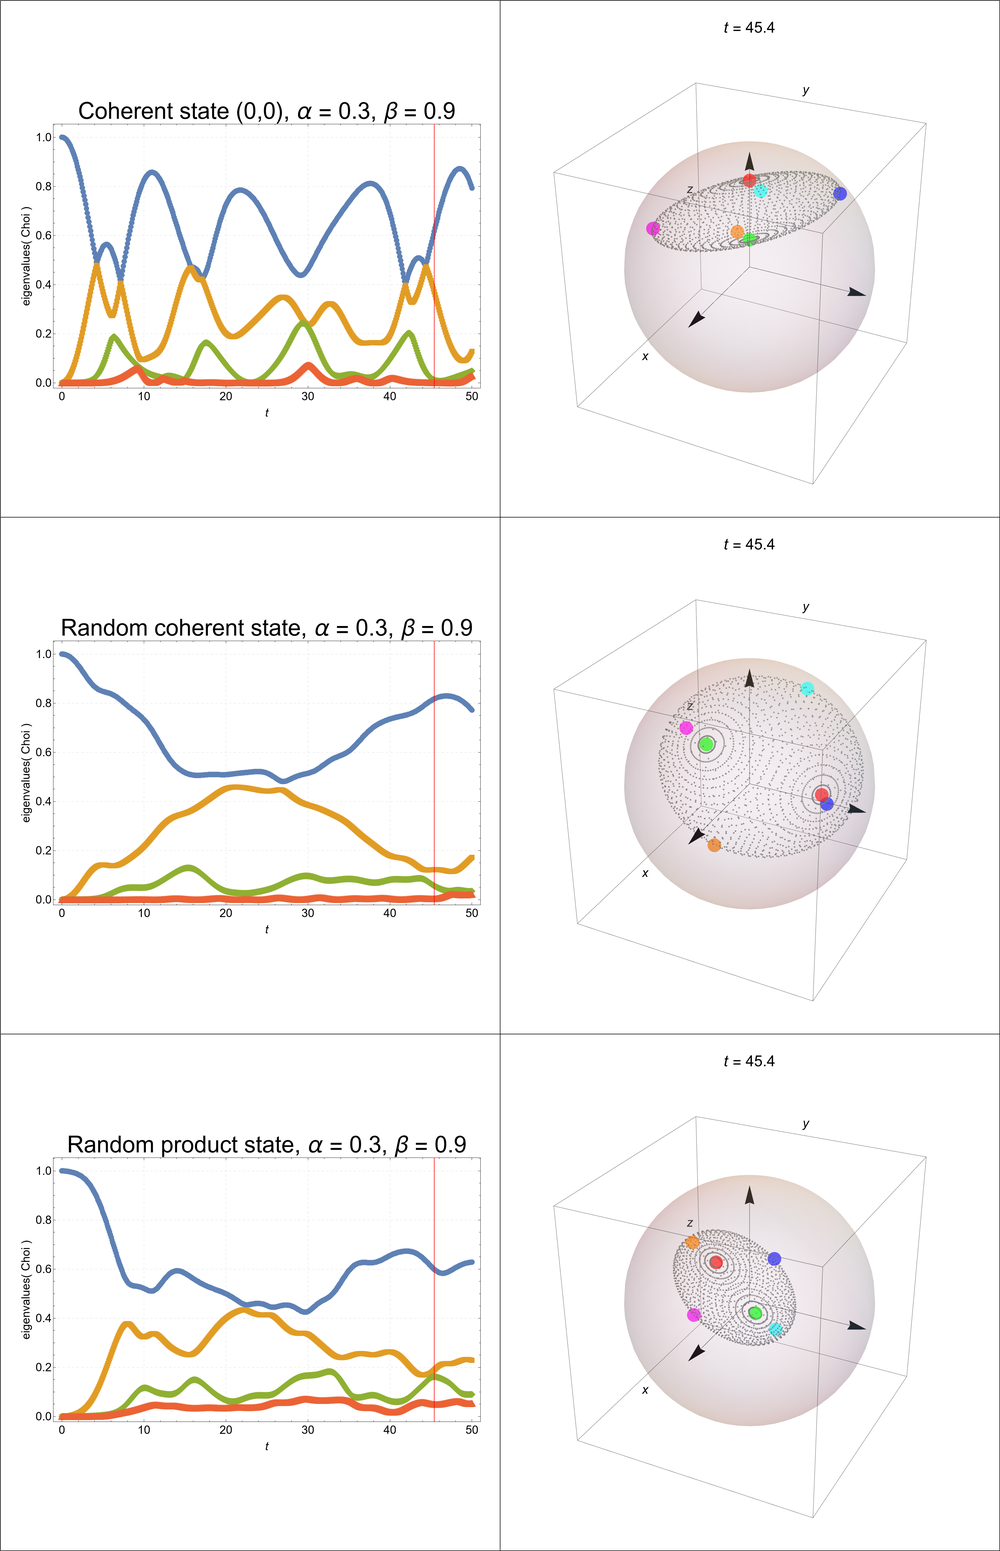 t = 45.4
Coherent state (0,0), α = 0.3, β = 0.9
eigenvalues( Choi )
1.0
0.8
0.6
0.4
0.2
0.0
0
10
20
30
40
50
t
y
z
x
t = 45.4
Random coherent state, α = 0.3, β = 0.9
eigenvalues( Choi )
1.0
0.8
0.6
0.4
0.2
0.0
0
10
20
30
40
50
t
y
z
x
t = 45.4
Random product state, α = 0.3, β = 0.9
eigenvalues( Choi )
1.0
0.8
0.6
0.4
0.2
0.0
0
10
20
30
40
50
t
y
z
x